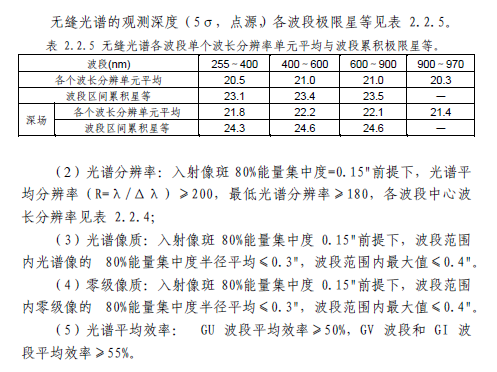 无缝光谱的观测深度（5σ，点源）各波段极限星等见表 2.2.5。
表 2.2.5 无缝光谱各波段单个波长分辨率单元平均与波段累积极限星等。
波段(nm) 255～400 400～600 600～900 900～970
各个波长分辨单元平均 20.5 21.0 21.0 20.3
波段区间累积星等 23.1 23.4 23.5 —
深场 各个波长分辨单元平均 21.8 22.2 22.1 21.4
波段区间累积星等 24.3 24.6 24.6 —
（2）光谱分辨率：入射像斑 80%能量集中度=0.15"前提下，光谱平
均分辨率（R=λ/Δλ）≥200，最低光谱分辨率≥180，各波段中心波
长分辨率见表 2.2.4；
（3）光谱像质：入射像斑 80%能量集中度 0.15"前提下，波段范围
内光谱像的 80%能量集中度半径平均≤0.3"，波段范围内最大值≤0.4"。
（4）零级像质：入射像斑 80%能量集中度 0.15"前提下，波段范围
内零级像的 80%能量集中度半径平均≤0.3"，波段范围内最大值≤0.4"。
（5）光谱平均效率： GU 波段平均效率≥50%，GV 波段和 GI 波
段平均效率≥55%。